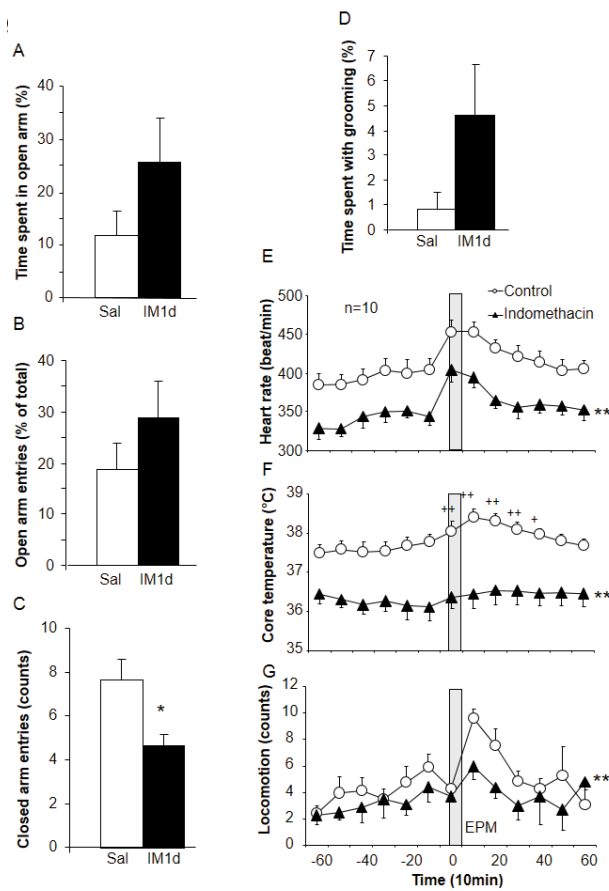 A
Time spent in open arm (%)
40
30
20
10
0
Sal IM1d
B
Open arm entries (% of total)
40
30
20
10
0
Sal IM1d
C
Closed arm entries (counts)
10
8
6
4
2
0
*
Sal IM1d
D
Time spent with grooming (%)
7
6
5
4
3
2
1
0
Sal IM1d
E
Heart rate (beat/min)
500
450
400
350
300
n=10
Control
Indomethacin
**
F
Core temperature (°C)
39
38
37
36
35
++ ++ ++ ++ +
**
G
Locomotion (counts)
12
10
8
6
4
2
0
**
EPM
-60 -40 -20 0 20 40 60
Time (10min)